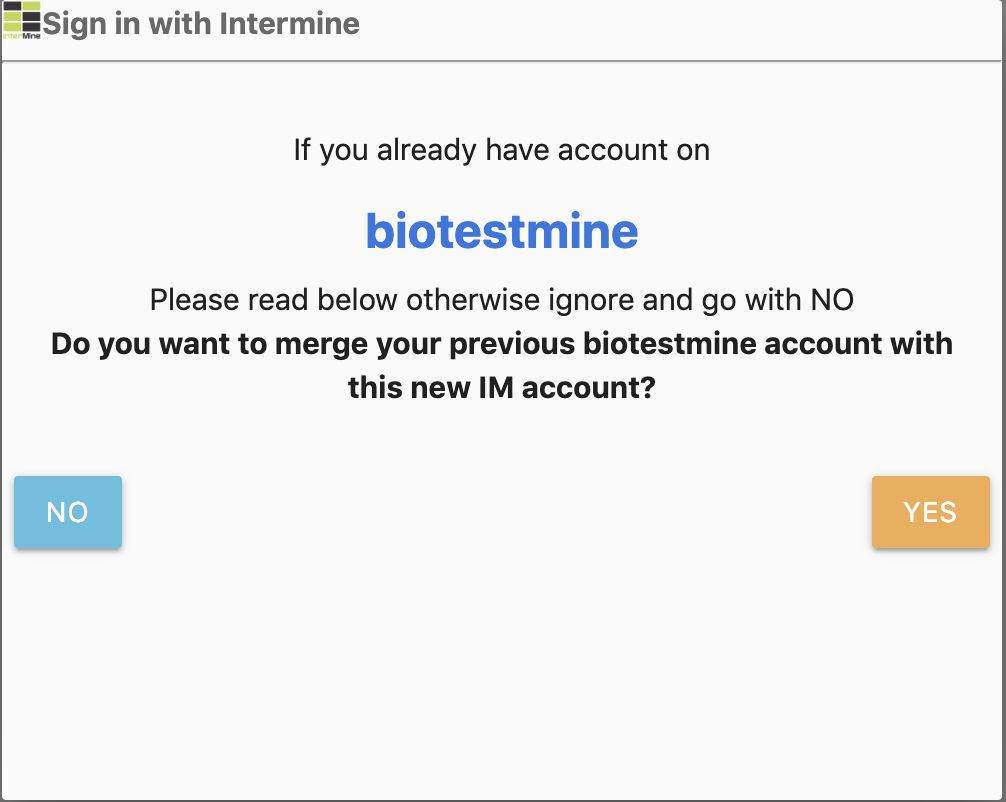 InterMine
Sign in with Intermine
If you already have account on
biotestmine
Please read below otherwise ignore and go with NO
Do you want to merge your previous biotestmine account with
this new IM account?
NO
YES